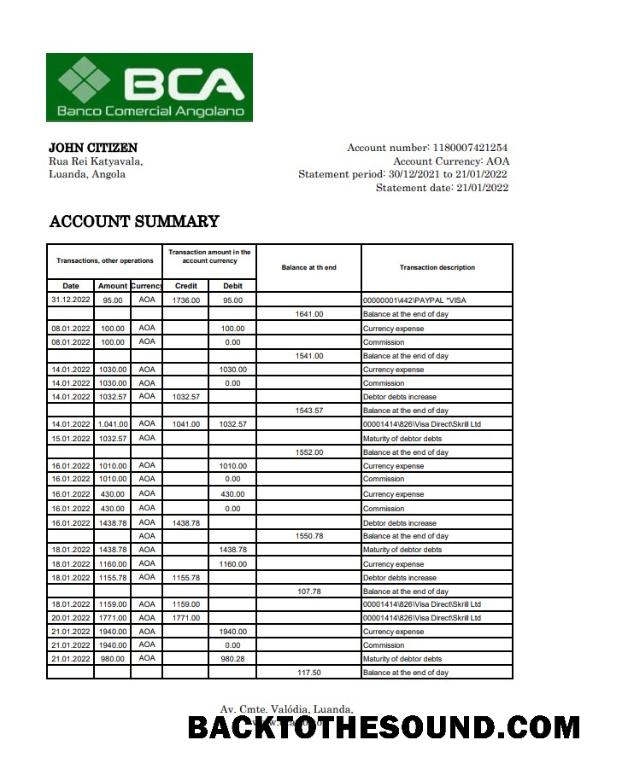 BCA
Banco Comercial Angolano
JOHN CITIZEN
Rua Rei Katyavala,
Luanda, Angola
Account number: 1180007421254
Account Currency: AOA
Statement period: 30/12/2021 to 21/01/2022
Statement date: 21/01/2022
ACCOUNT SUMMARY
Transactions, other operations
Transaction amount in the
account currency
Balance at th end
Transaction description
Date Amount Currency Credit Debit
31.12.2022 95.00 AOA 1736.00 95.00 00000001\442\PAYPAL *VISA
1641.00 Balance at the end of day
08.01.2022 100.00 AOA 100.00 Currency expense
08.01.2022 100.00 AOA 0.00 Commission
1541.00 Balance at the end of day
14.01.2022 1030.00 AOA 1030.00 Currency expense
14.01.2022 1030.00 AOA 0.00 Commission
14.01.2022 1032.57 AOA 1032.57 Debtor debts increase
1543.57 Balance at the end of day
14.01.2022 1.041.00 AOA 1041.00 1032.57 00001414\826\Visa Direct\Skrill Ltd
15.01.2022 1032.57 AOA Maturity of debtor debts
1552.00 Balance at the end of day
16.01.2022 1010.00 AOA 1010.00 Currency expense
16.01.2022 1010.00 AOA 0.00 Commission
16.01.2022 430.00 AOA 430.00 Currency expense
16.01.2022 430.00 AOA 0.00 Commission
16.01.2022 1438.78 AOA 1438.78 Debtor debts increase
AOA 1550.78 Balance at the end of day
18.01.2022 1438.78 AOA 1438.78 Maturity of debtor debts
18.01.2022 1160.00 AOA 1160.00 Currency expense
18.01.2022 1155.78 AOA 1155.78 Debtor debts increase
107.78 Balance at the end of day
18.01.2022 1159.00 AOA 1159.00 00001414\826\Visa Direct\Skrill Ltd
20.01.2022 1771.00 AOA 1771.00 00001414\826\Visa Direct\Skrill Ltd
21.01.2022 1940.00 AOA 1940.00 Currency expense
21.01.2022 1940.00 AOA 0.00 Commission
21.01.2022 980.00 AOA 980.28 Maturity of debtor debts
117.50 Balance at the end of day
Av. Cmte. Valódia, Luanda,
BACKTOTHESOUND.COM